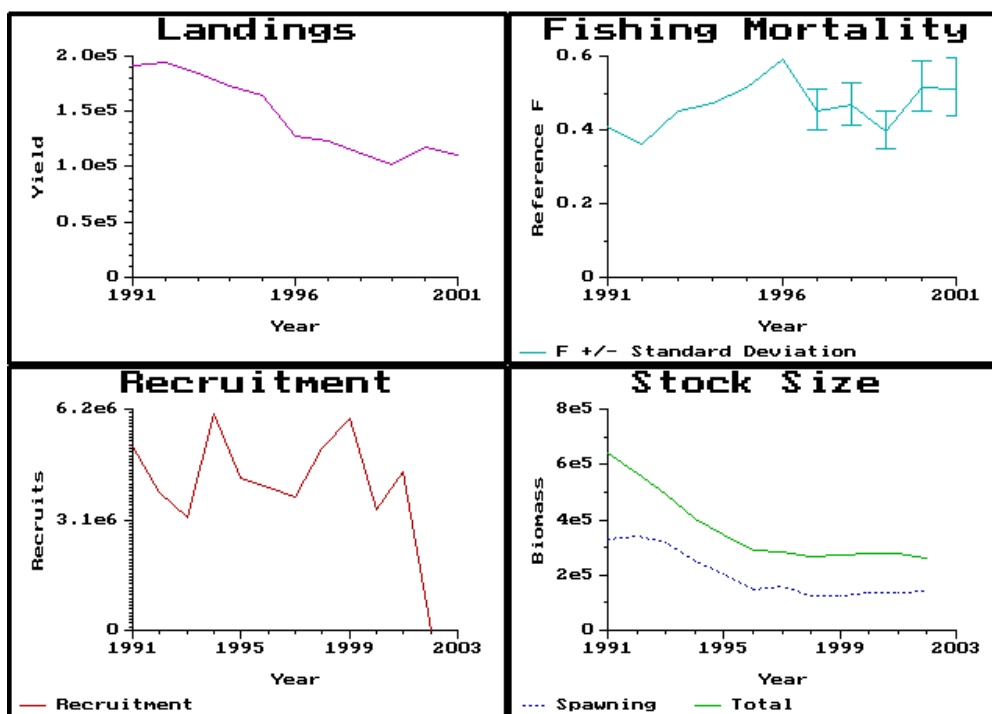 Landings
2.0e5
1.5e5
1.0e5
0.5e5
0
Yield
1991 1996 2001
Year
Fishing Mortality
0.6
0.4
0.2
0
Reference F
1991 1996 2001
Year
F +/- Standard Deviation
Recruitment
6.2e6
3.1e6
0
Recruits
1991 1995 1999 2003
Year
Recruitment
Stock Size
8e5
6e5
4e5
2e5
0
Biomass
1991 1995 1999 2003
Year
Spawning Total